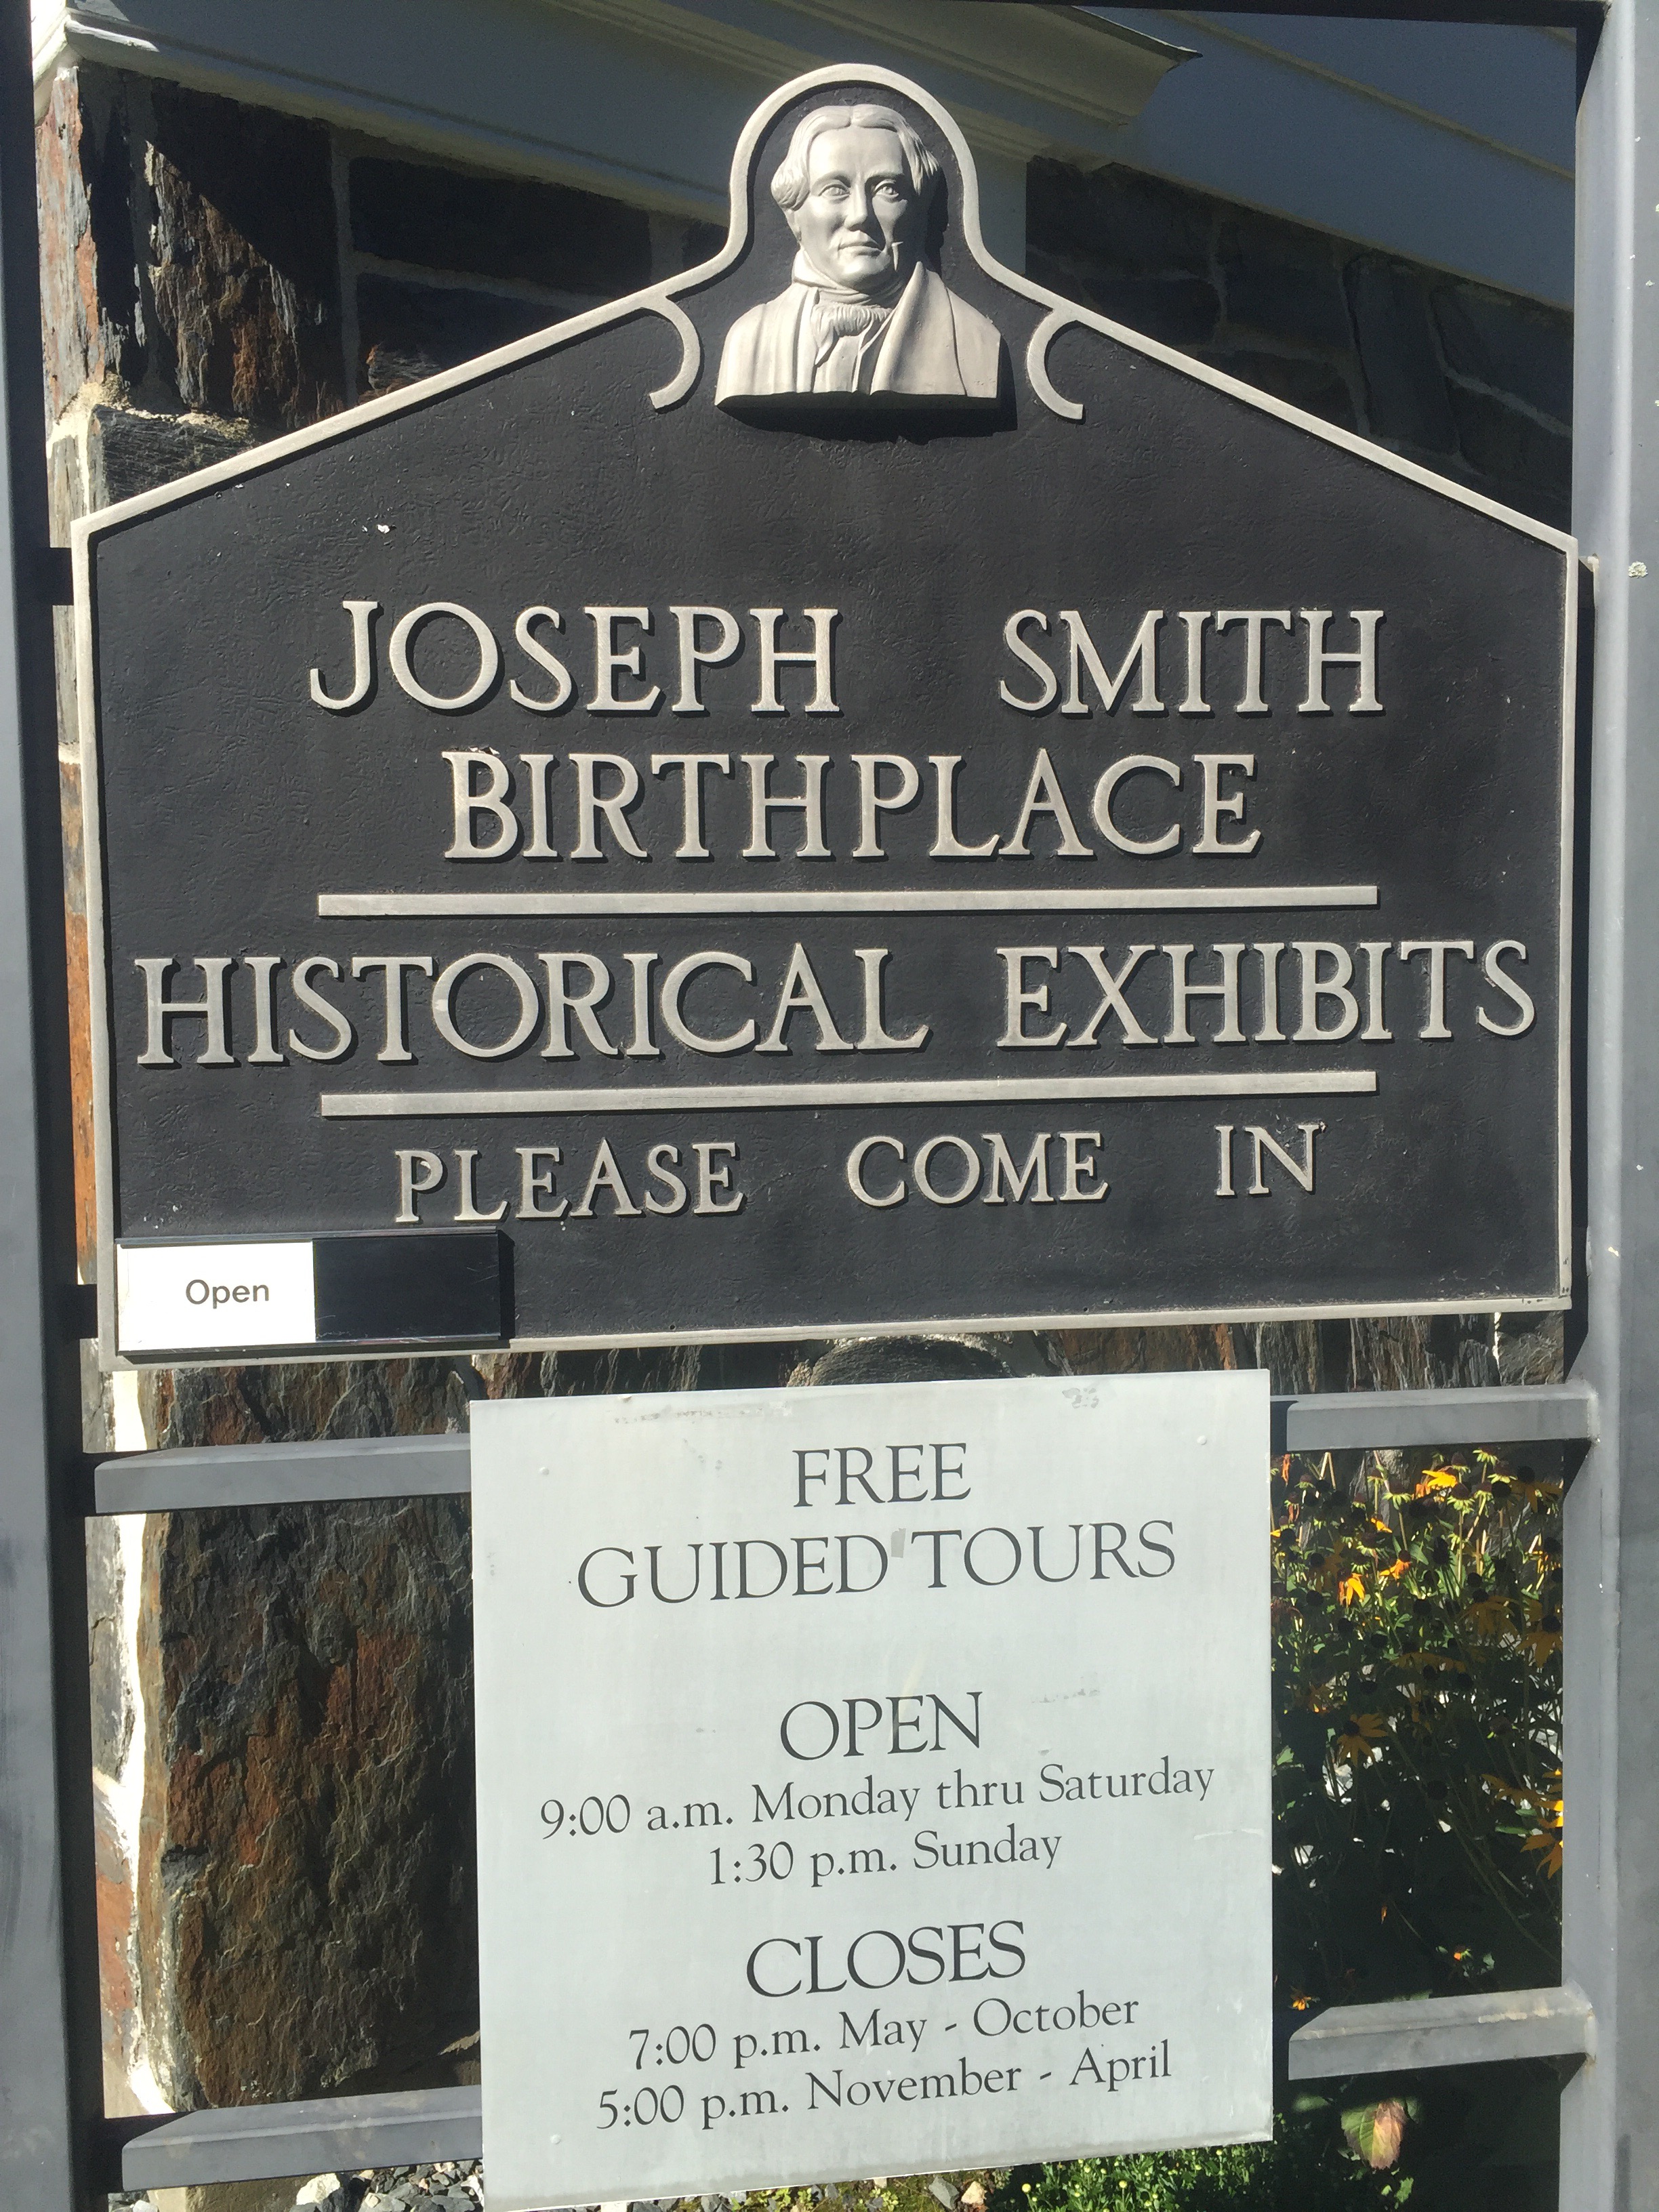 JOSEPH SMITH
BIRTHPLACE
HISTORICAL EXHIBITS
PLEASE COME IN
Open
FREE
GUIDED TOURS
OPEN
9:00 a.m. Monday thru Saturday
1:30 p.m. Sunday
CLOSES
7:00 p.m. May - October
5:00 p.m. November - April